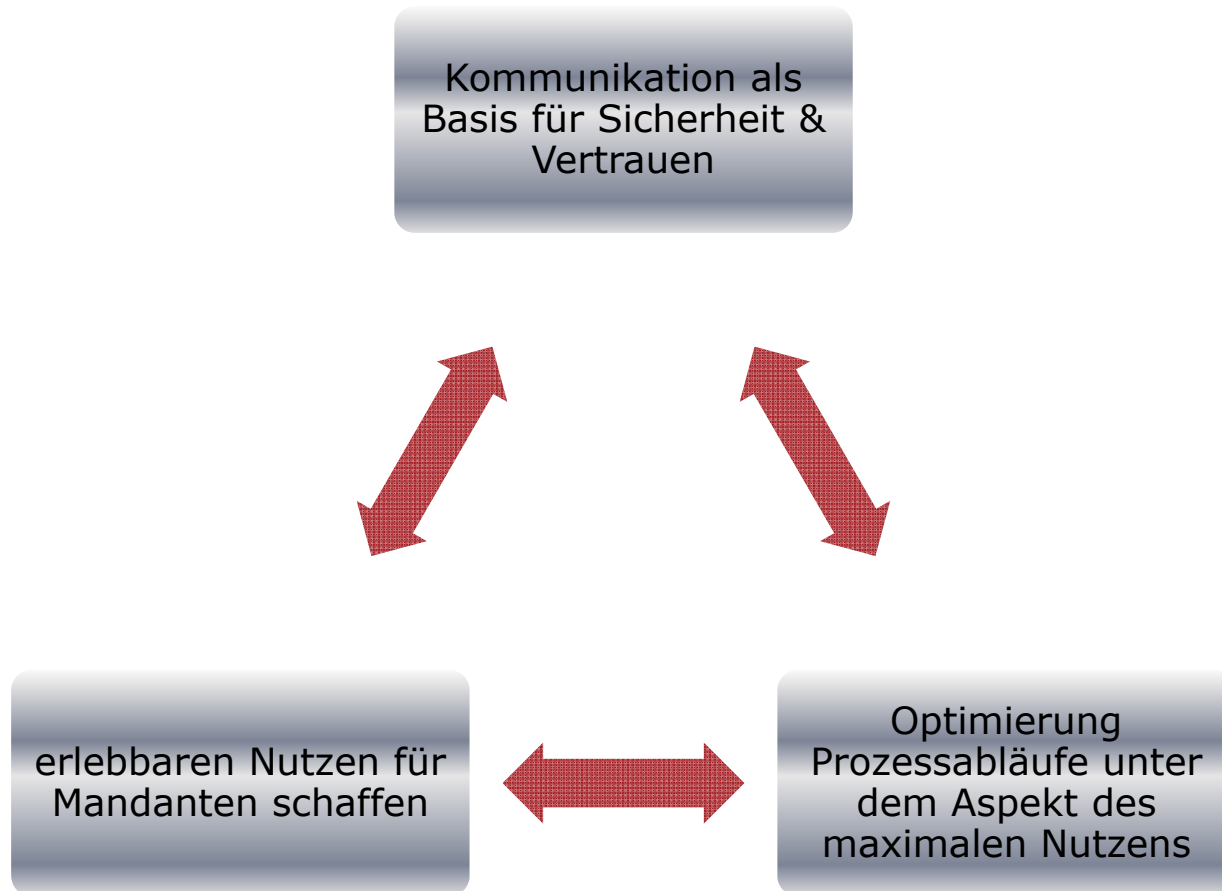 Kommunikation als
Basis für Sicherheit &
Vertrauen
erlebbaren Nutzen für
Mandanten schaffen
Optimierung
Prozessabläufe unter
dem Aspekt des
maximalen Nutzens